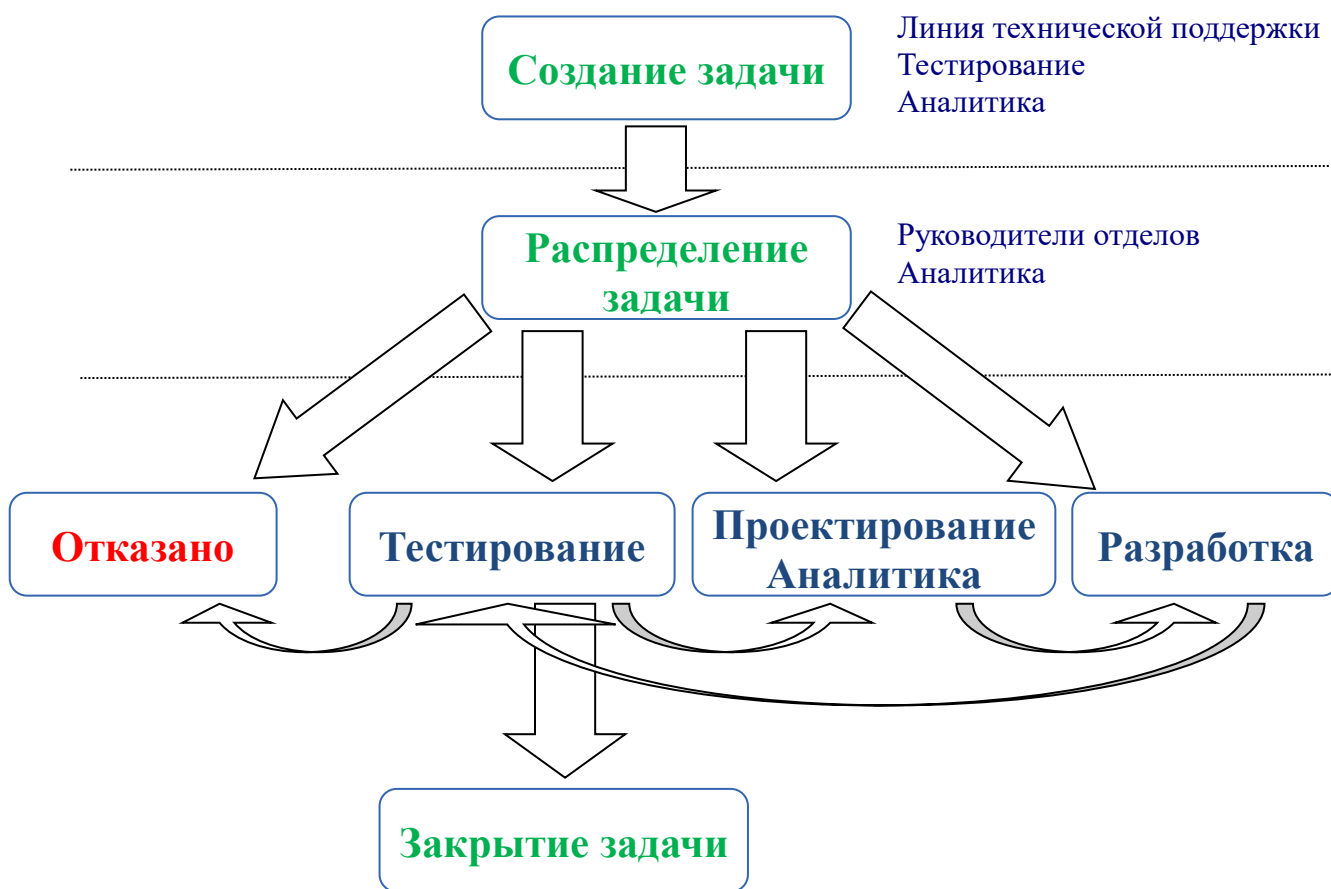 Создание задачи
Линия технической поддержки
Тестирование
Аналитика
Распределение
задачи
Руководители отделов
Аналитика
Отказано
Тестирование
Проектирование
Аналитика
Разработка
Закрытие задачи